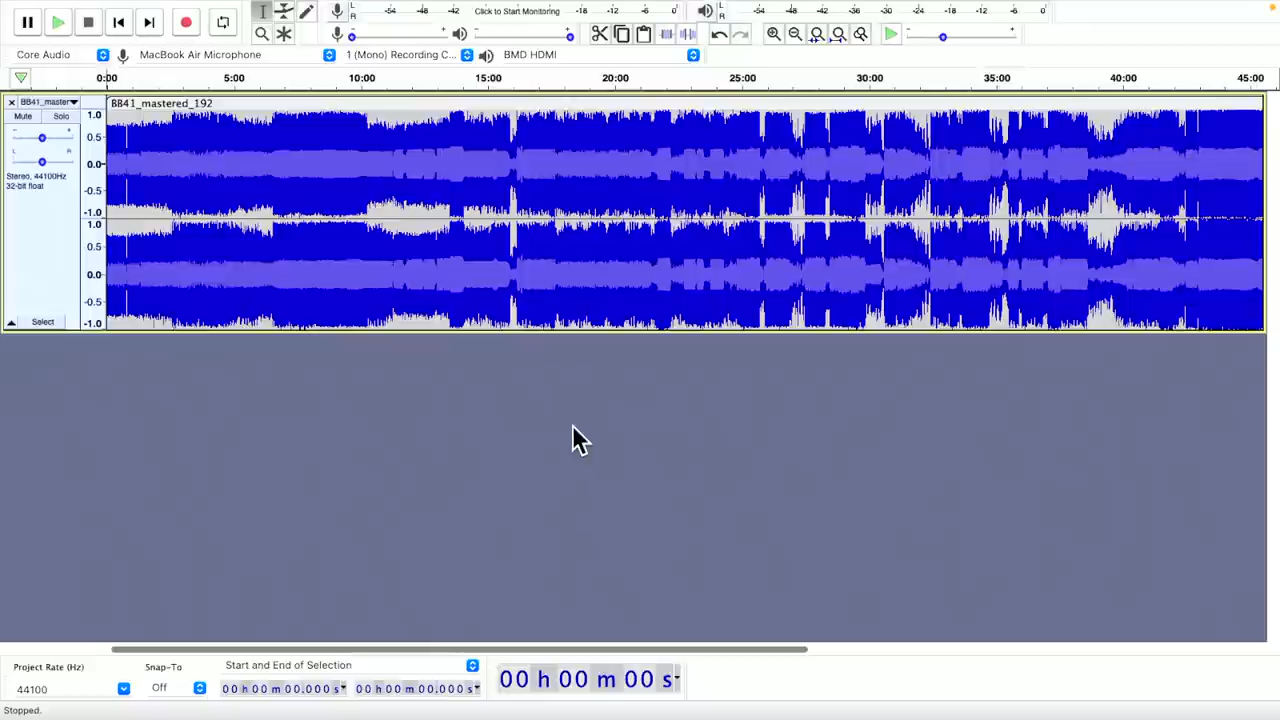 L
R
-54 -48 -42 Click to Start Monitoring -18 -12 -6 0
L
R
-54 -48 -42 -36 -30 -24 -18 -12 -6 0
- +
- +
- +
Core Audio MacBook Air Microphone 1 (Mono) Recording C... BMD HDMI
0:00 5:00 10:00 15:00 20:00 25:00 30:00 35:00 40:00 45:00
BB41_master
BB41_mastered_192
Mute Solo
- +
L R
Stereo, 44100Hz
32-bit float
Select
1.0
0.5
0.0
-0.5
-1.0
1.0
0.5
0.0
-0.5
-1.0
Project Rate (Hz) Snap-To Start and End of Selection
44100 Off 00 h 00 m 00.000 s 00 h 00 m 00.000 s 00 h 00 m 00 s
Stopped.